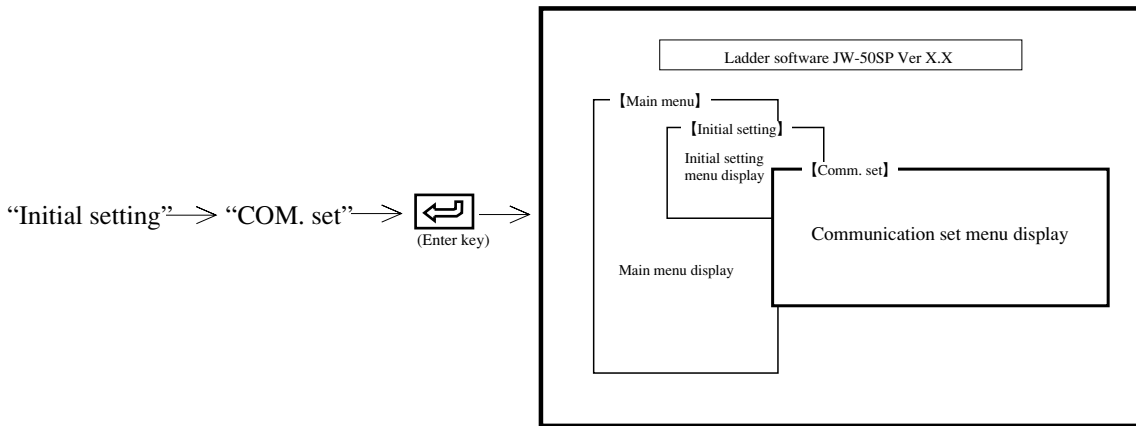 Ladder software JW-50SP Ver X.X
【Main menu】
【Initial setting】
Initial setting
menu display
【Comm. set】
“Initial setting” “COM. set”
(Enter key)
Communication set menu display
Main menu display